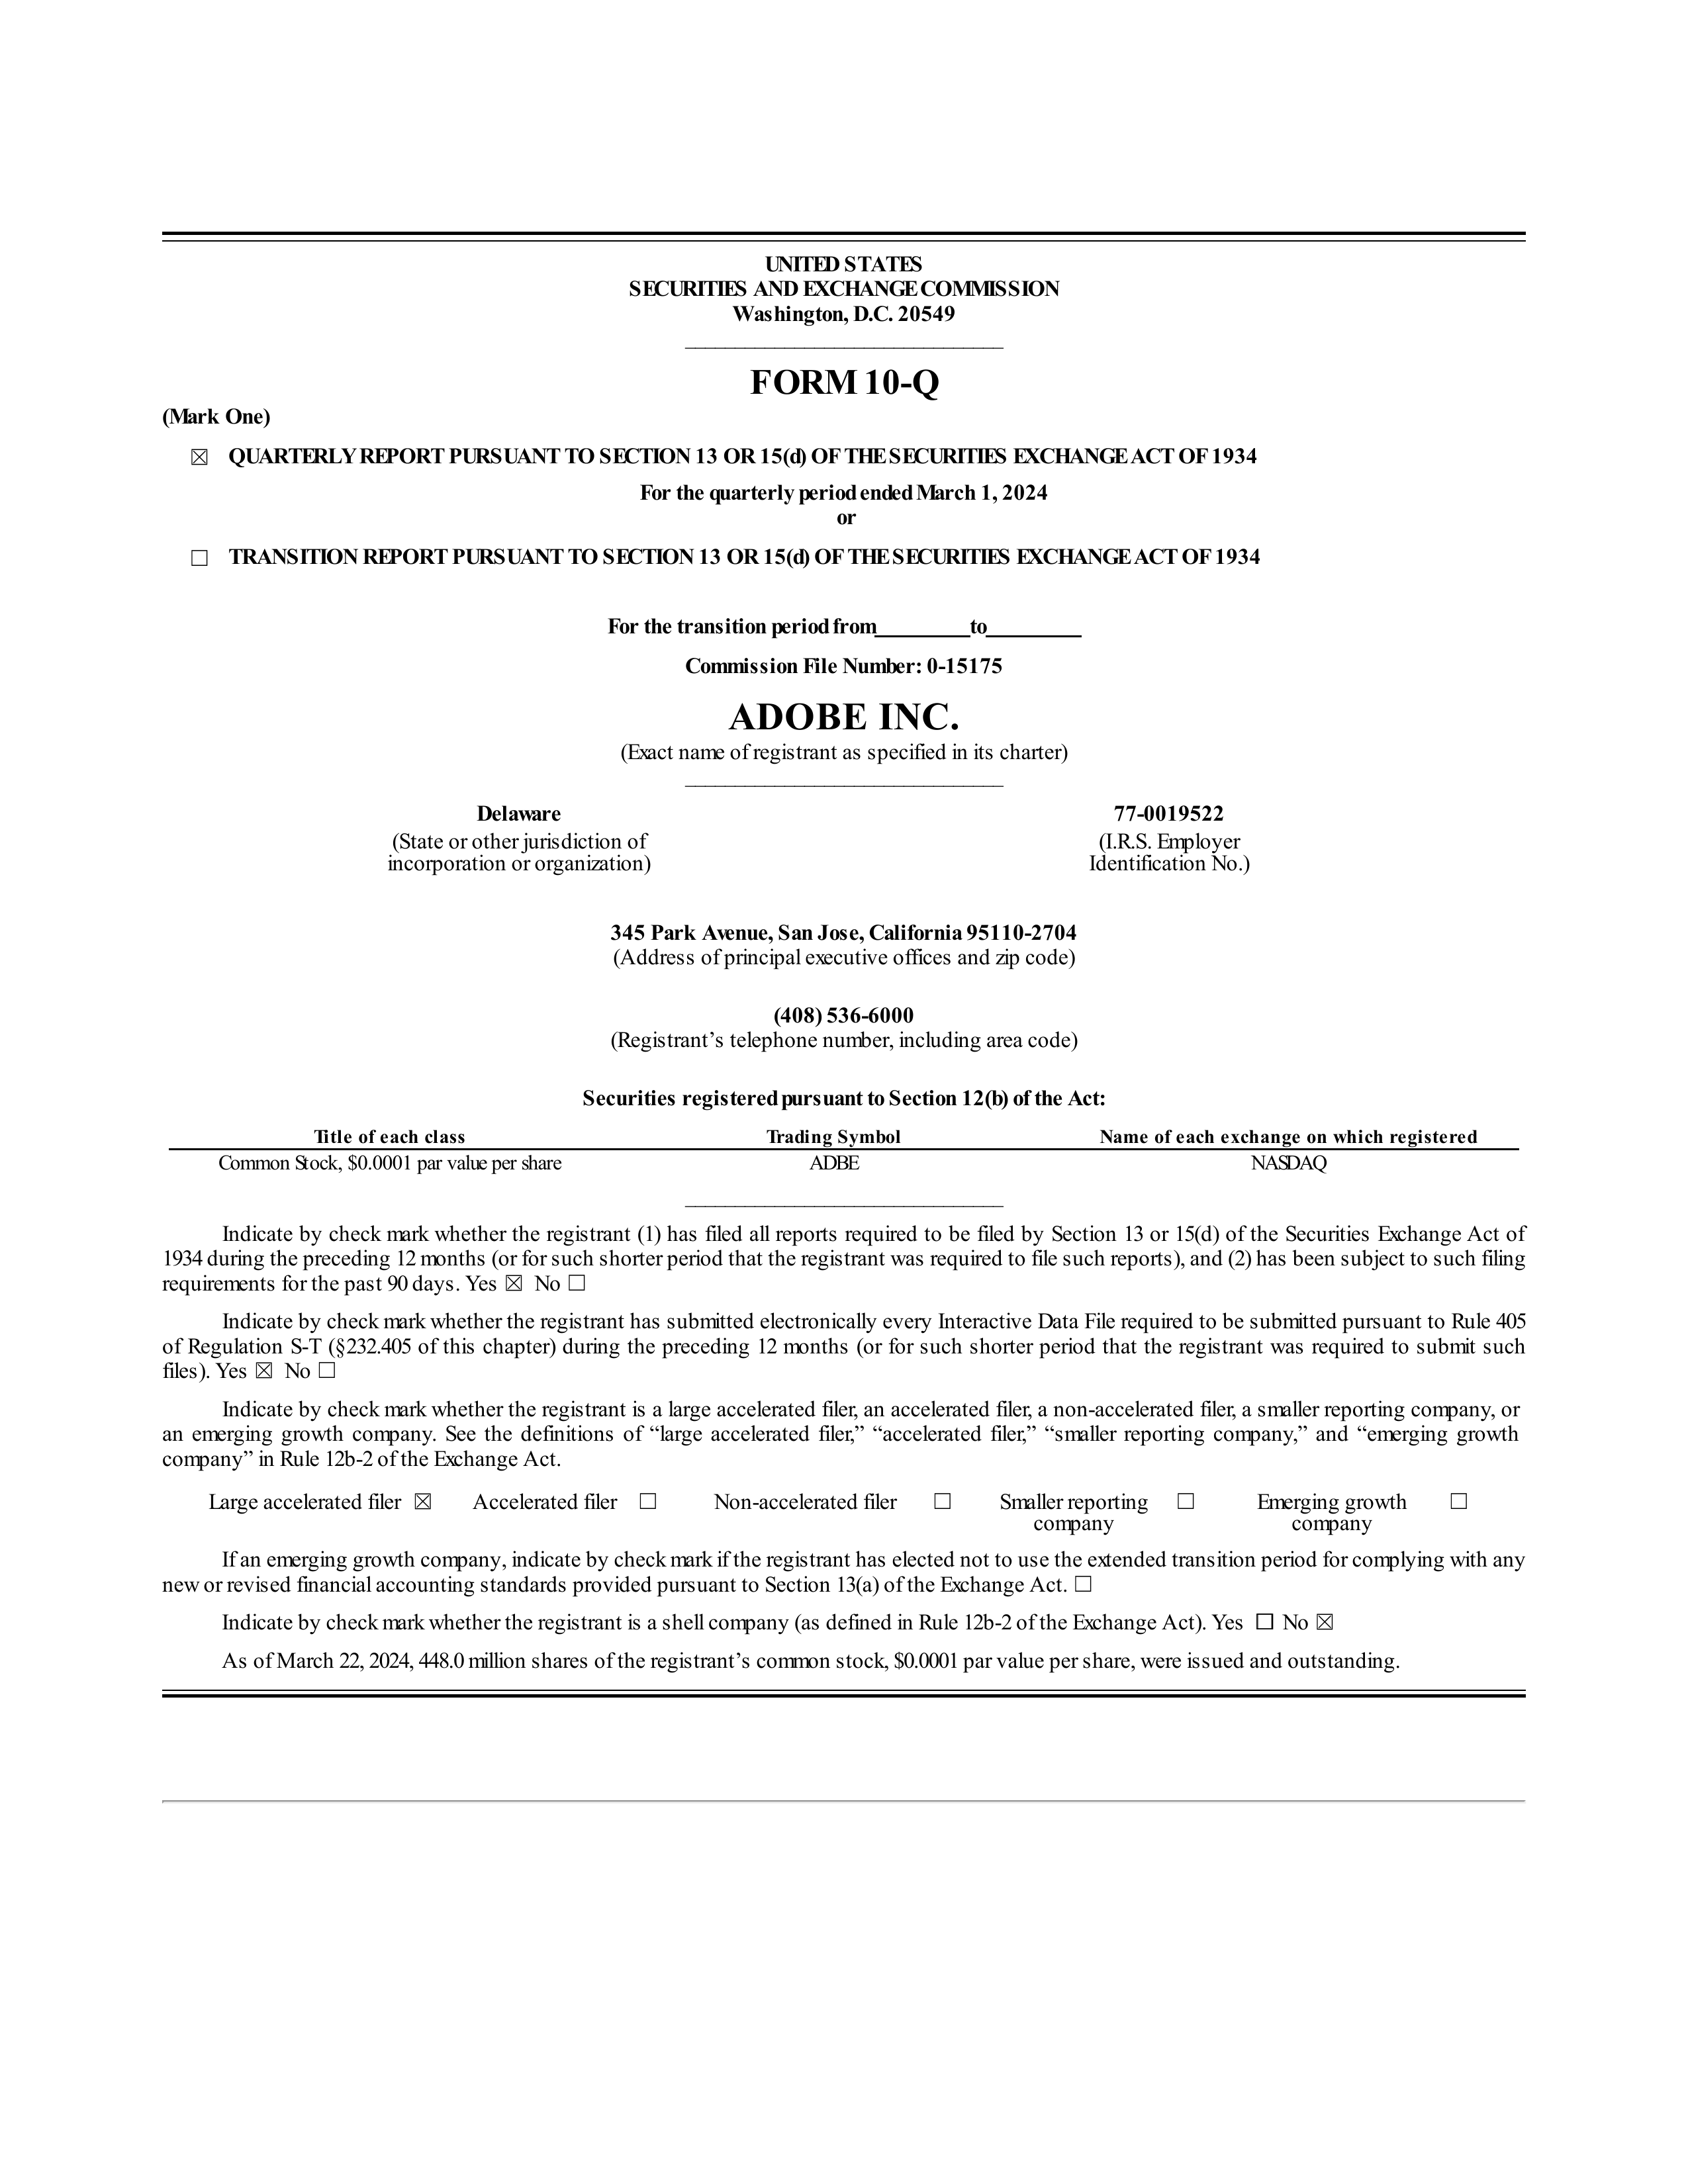 UNITED STATES
SECURITIES AND EXCHANGE COMMISSION
Washington, D.C. 20549
_____________________________
FORM 10-Q
(Mark One)
☒ QUARTERLY REPORT PURSUANT TO SECTION 13 OR 15(d) OF THE SECURITIES EXCHANGE ACT OF 1934
For the quarterly period ended March 1, 2024
or
☐ TRANSITION REPORT PURSUANT TO SECTION 13 OR 15(d) OF THE SECURITIES EXCHANGE ACT OF 1934
For the transition period from_________to_________
Commission File Number: 0-15175
ADOBE INC.
(Exact name of registrant as specified in its charter)
_____________________________
Delaware 77-0019522
(State or other jurisdiction of (I.R.S. Employer
incorporation or organization) Identification No.)
345 Park Avenue, San Jose, California 95110-2704
(Address of principal executive offices and zip code)
(408) 536-6000
(Registrant’s telephone number, including area code)
Securities registered pursuant to Section 12(b) of the Act:
Title of each class Trading Symbol Name of each exchange on which registered
Common Stock, $0.0001 par value per share ADBE NASDAQ
_____________________________
Indicate by check mark whether the registrant (1) has filed all reports required to be filed by Section 13 or 15(d) of the Securities Exchange Act of
1934 during the preceding 12 months (or for such shorter period that the registrant was required to file such reports), and (2) has been subject to such filing
requirements for the past 90 days. Yes ☒ No ☐
Indicate by check mark whether the registrant has submitted electronically every Interactive Data File required to be submitted pursuant to Rule 405
of Regulation S-T (§232.405 of this chapter) during the preceding 12 months (or for such shorter period that the registrant was required to submit such
files). Yes ☒ No ☐
Indicate by check mark whether the registrant is a large accelerated filer, an accelerated filer, a non-accelerated filer, a smaller reporting company, or
an emerging growth company. See the definitions of “large accelerated filer,” “accelerated filer,” “smaller reporting company,” and “emerging growth
company” in Rule 12b-2 of the Exchange Act.
Large accelerated filer ☒ Accelerated filer ☐ Non-accelerated filer ☐ Smaller reporting ☐ Emerging growth ☐
company company
If an emerging growth company, indicate by check mark if the registrant has elected not to use the extended transition period for complying with any
new or revised financial accounting standards provided pursuant to Section 13(a) of the Exchange Act. ☐
Indicate by check mark whether the registrant is a shell company (as defined in Rule 12b-2 of the Exchange Act). Yes ☐ No ☒
As of March 22, 2024, 448.0 million shares of the registrant’s common stock, $0.0001 par value per share, were issued and outstanding.